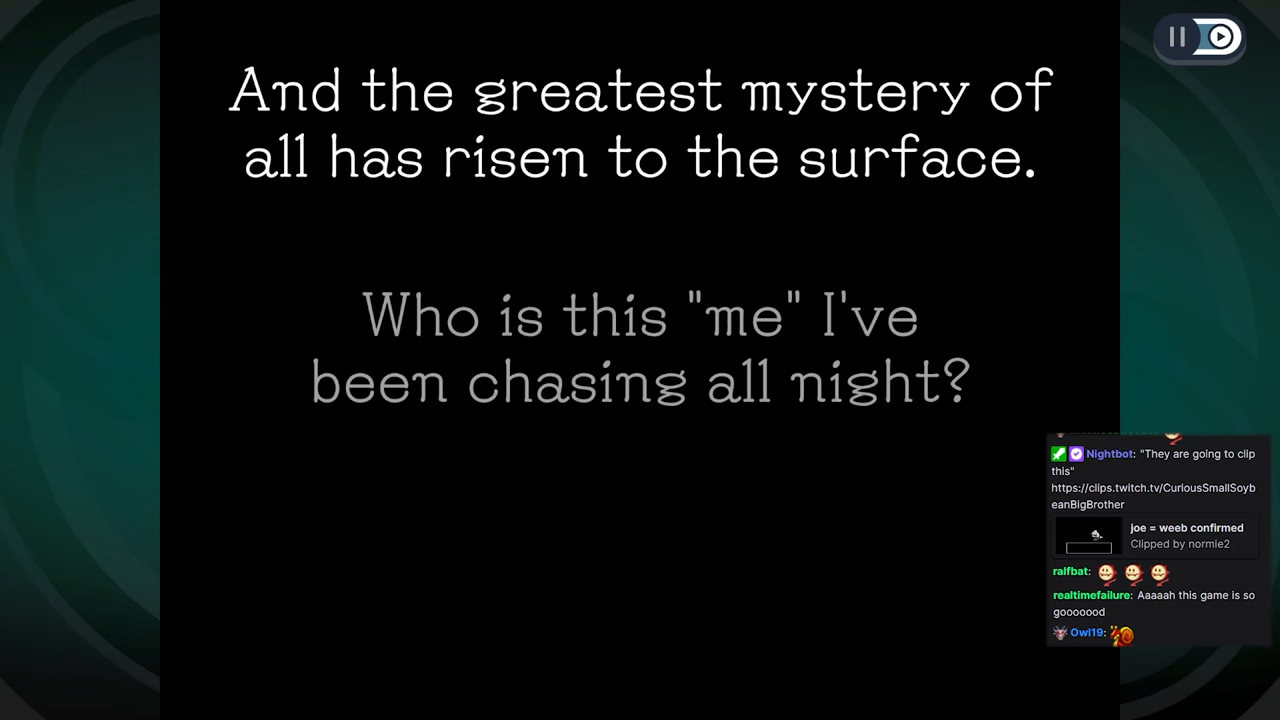 And the greatest mystery of
all has risen to the surface.
Who is this "me" I've
been chasing all night?
Nightbot: "They are going to clip
this"
https://clips.twitch.tv/CuriousSmallSoyb
eanBigBrother
joe = weeb confirmed
Clipped by normie2
ralfbat:
realtimefailure: Aaaaah this game is so
gooooood
Owl19: